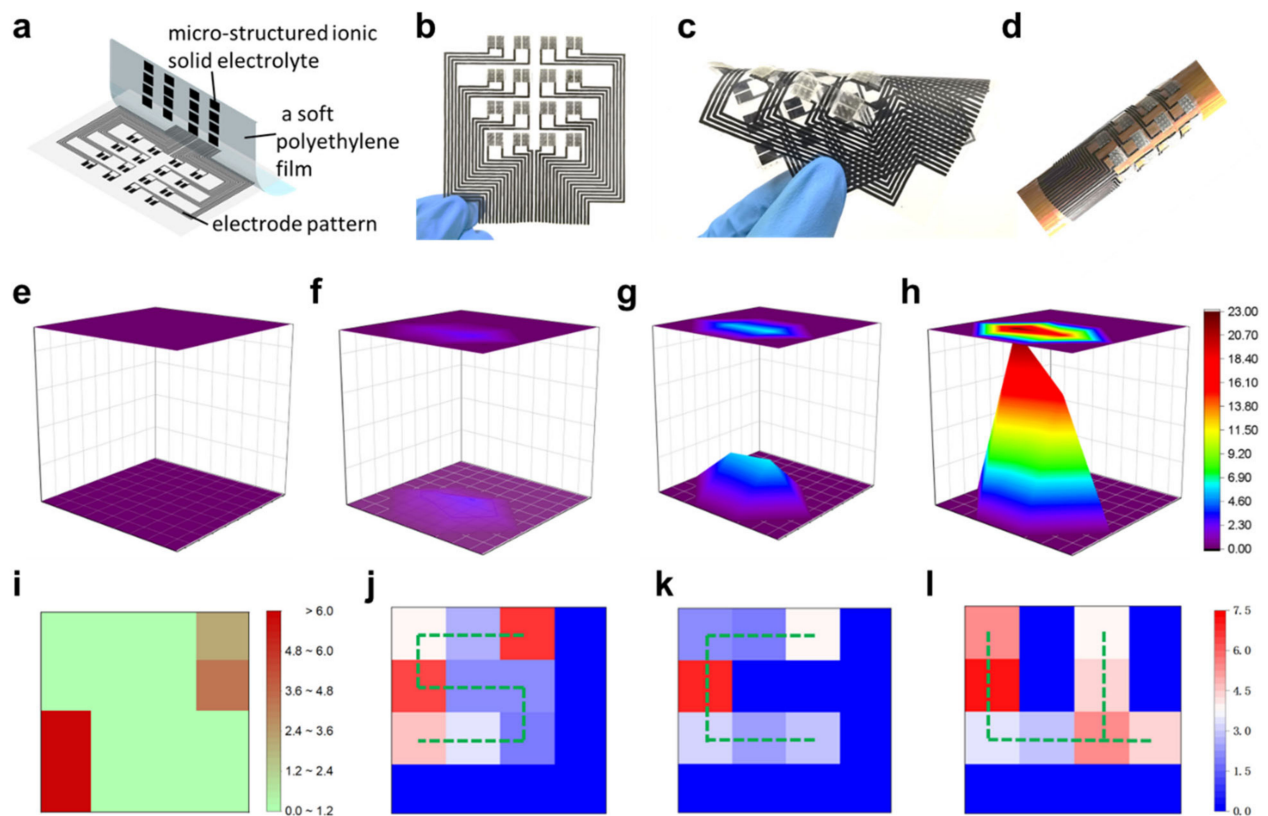 a
micro-structured ionic
solid electrolyte
a soft
polyethylene
film
electrode pattern
b
c
d
e
f
g
h
23.00
20.70
18.40
16.10
13.80
11.50
9.20
6.90
4.60
2.30
0.00
i
> 6.0
4.8 ~ 6.0
3.6 ~ 4.8
2.4 ~ 3.6
1.2 ~ 2.4
0.0 ~ 1.2
j
k
l
7.5
6.0
4.5
3.0
1.5
0.0